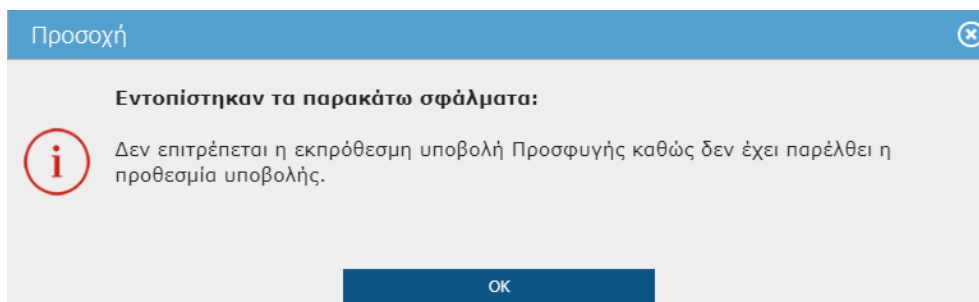 Προσοχή
Εντοπίστηκαν τα παρακάτω σφάλματα:
Δεν επιτρέπεται η εκπρόθεσμη υποβολή Προσφυγής καθώς δεν έχει παρέλθει η
προθεσμία υποβολής.
OK